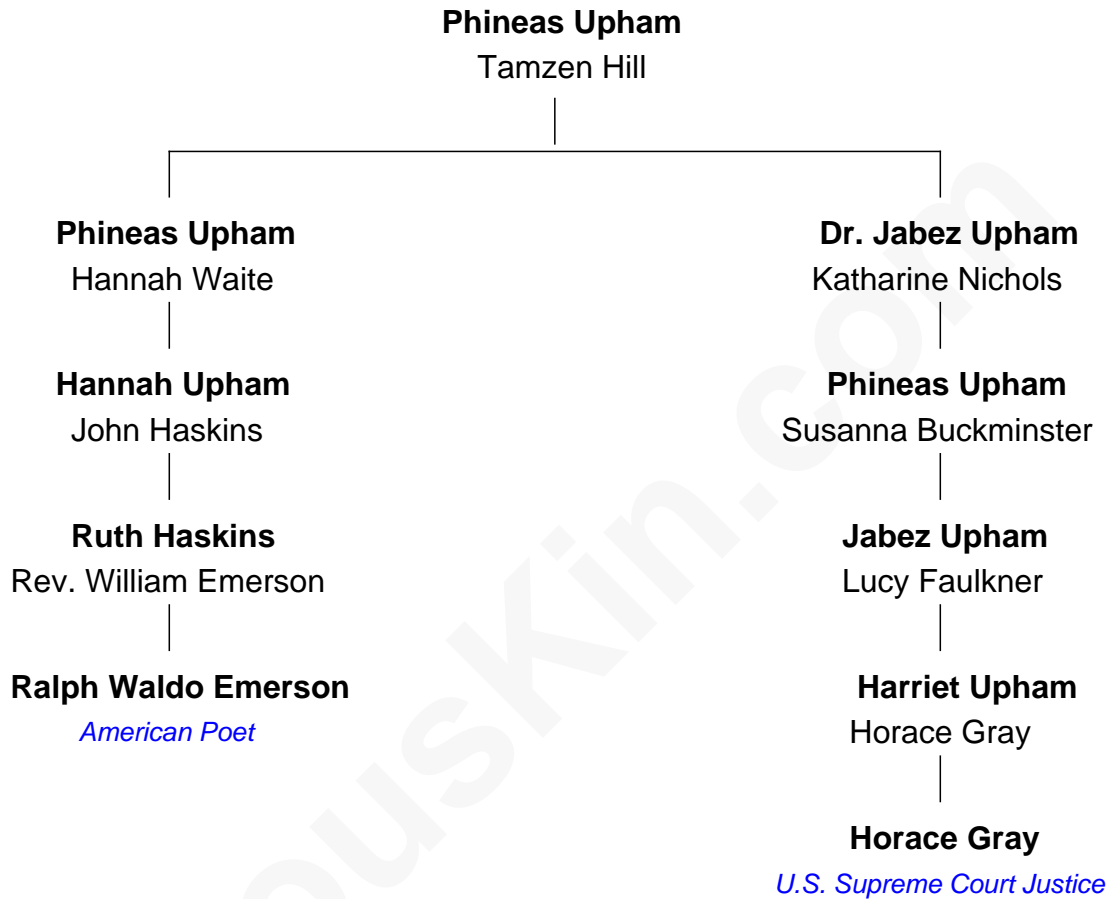 Phineas Upham
Tamzen Hill
Phineas Upham
Hannah Waite
Dr. Jabez Upham
Katharine Nichols
Hannah Upham
John Haskins
Phineas Upham
Susanna Buckminster
Ruth Haskins
Rev. William Emerson
Jabez Upham
Lucy Faulkner
Ralph Waldo Emerson
American Poet
Harriet Upham
Horace Gray
Horace Gray
U.S. Supreme Court Justice
ouskin.com